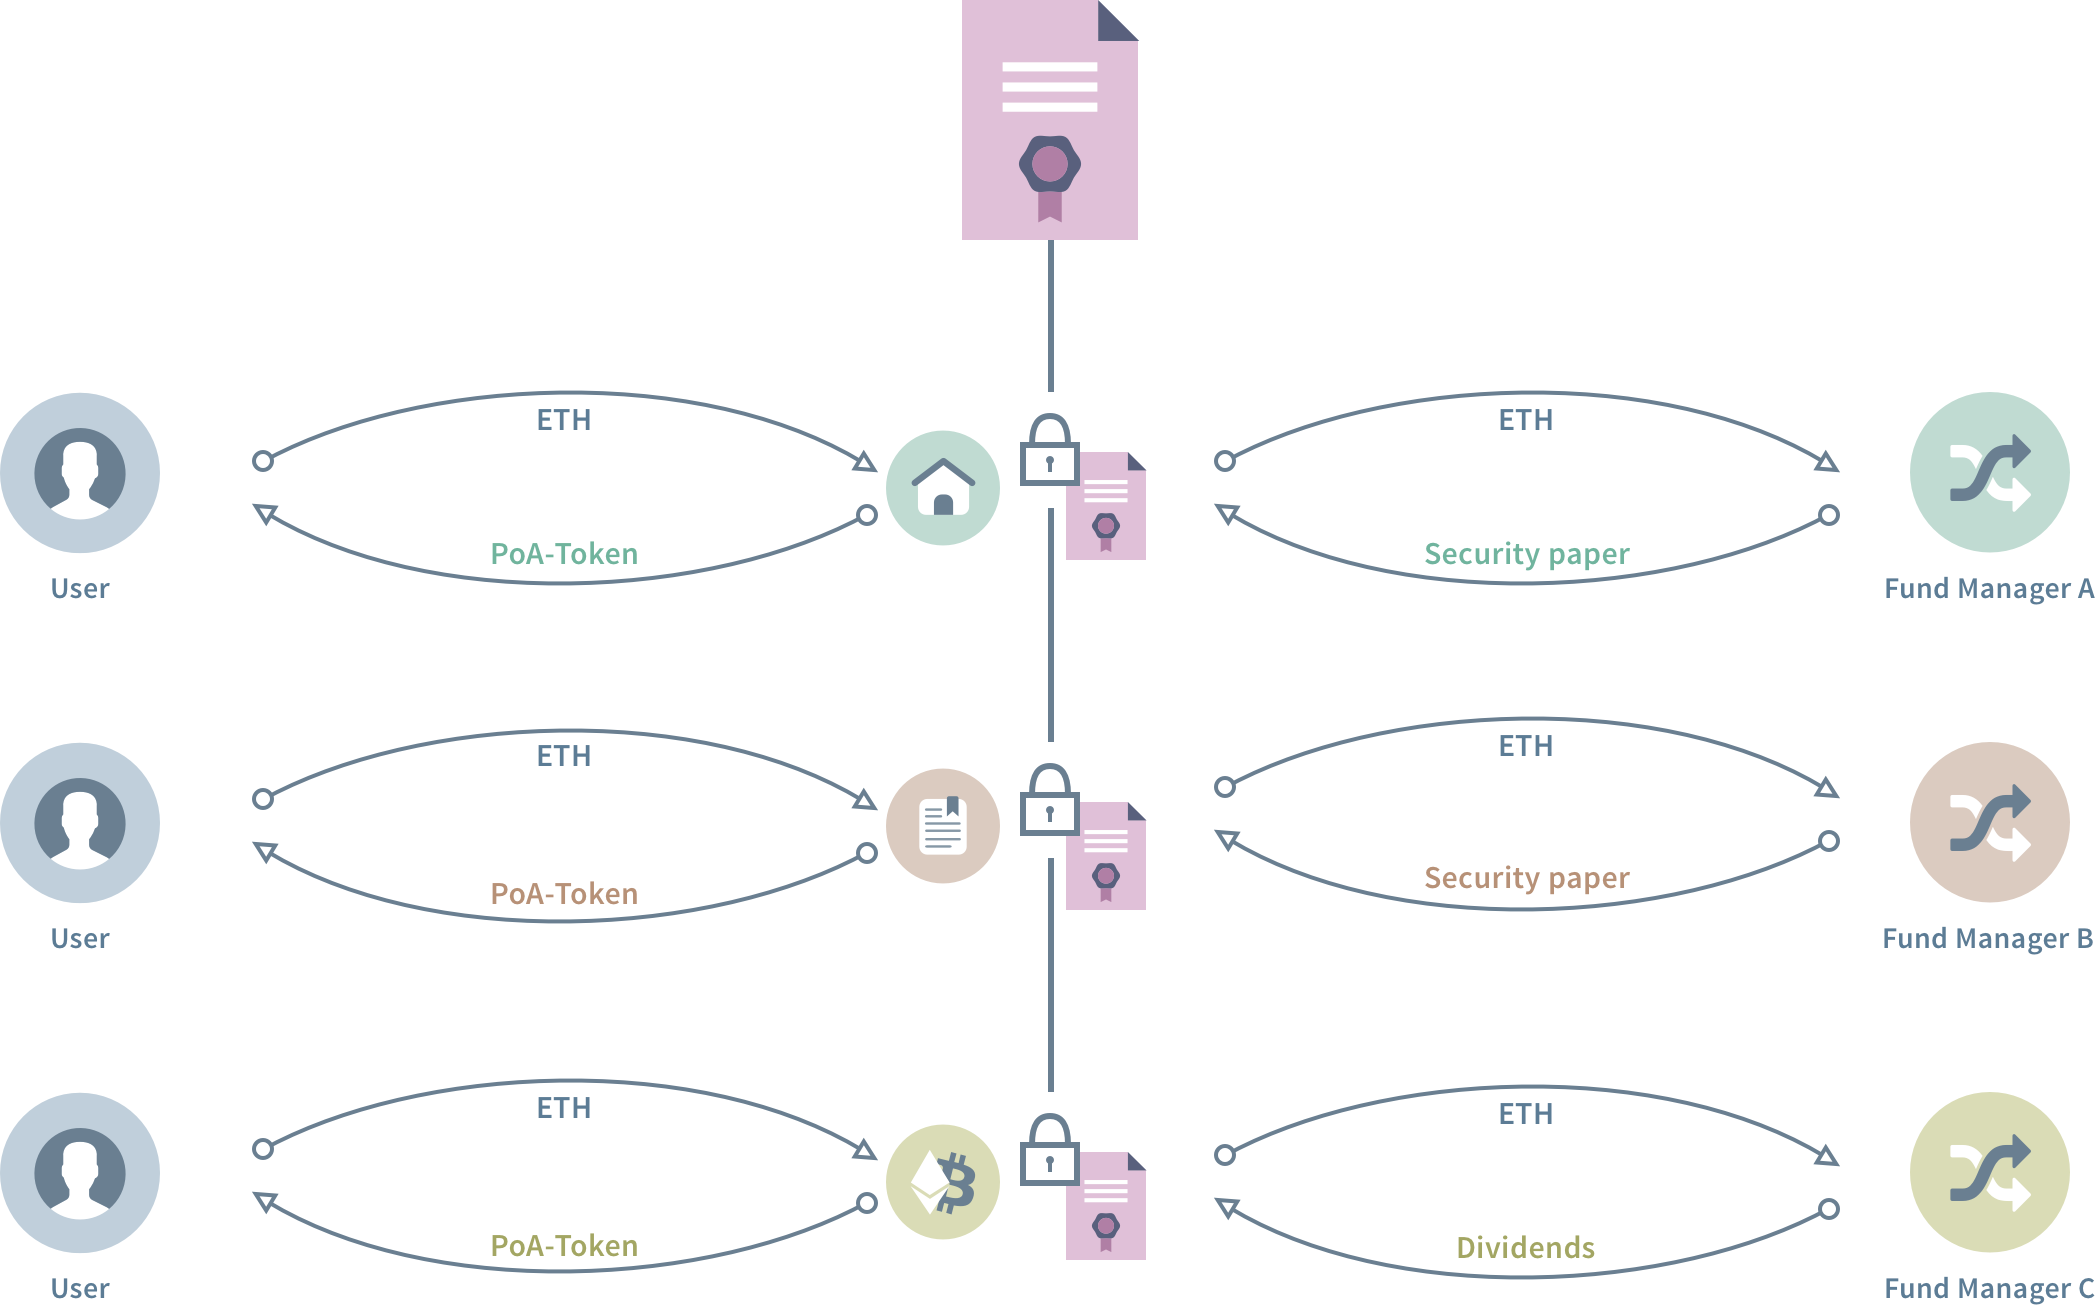 ETH
ETH
PoA-Token
Security paper
User
Fund Manager A
ETH
ETH
PoA-Token
Security paper
User
Fund Manager B
ETH
ETH
PoA-Token
Dividends
User
Fund Manager C